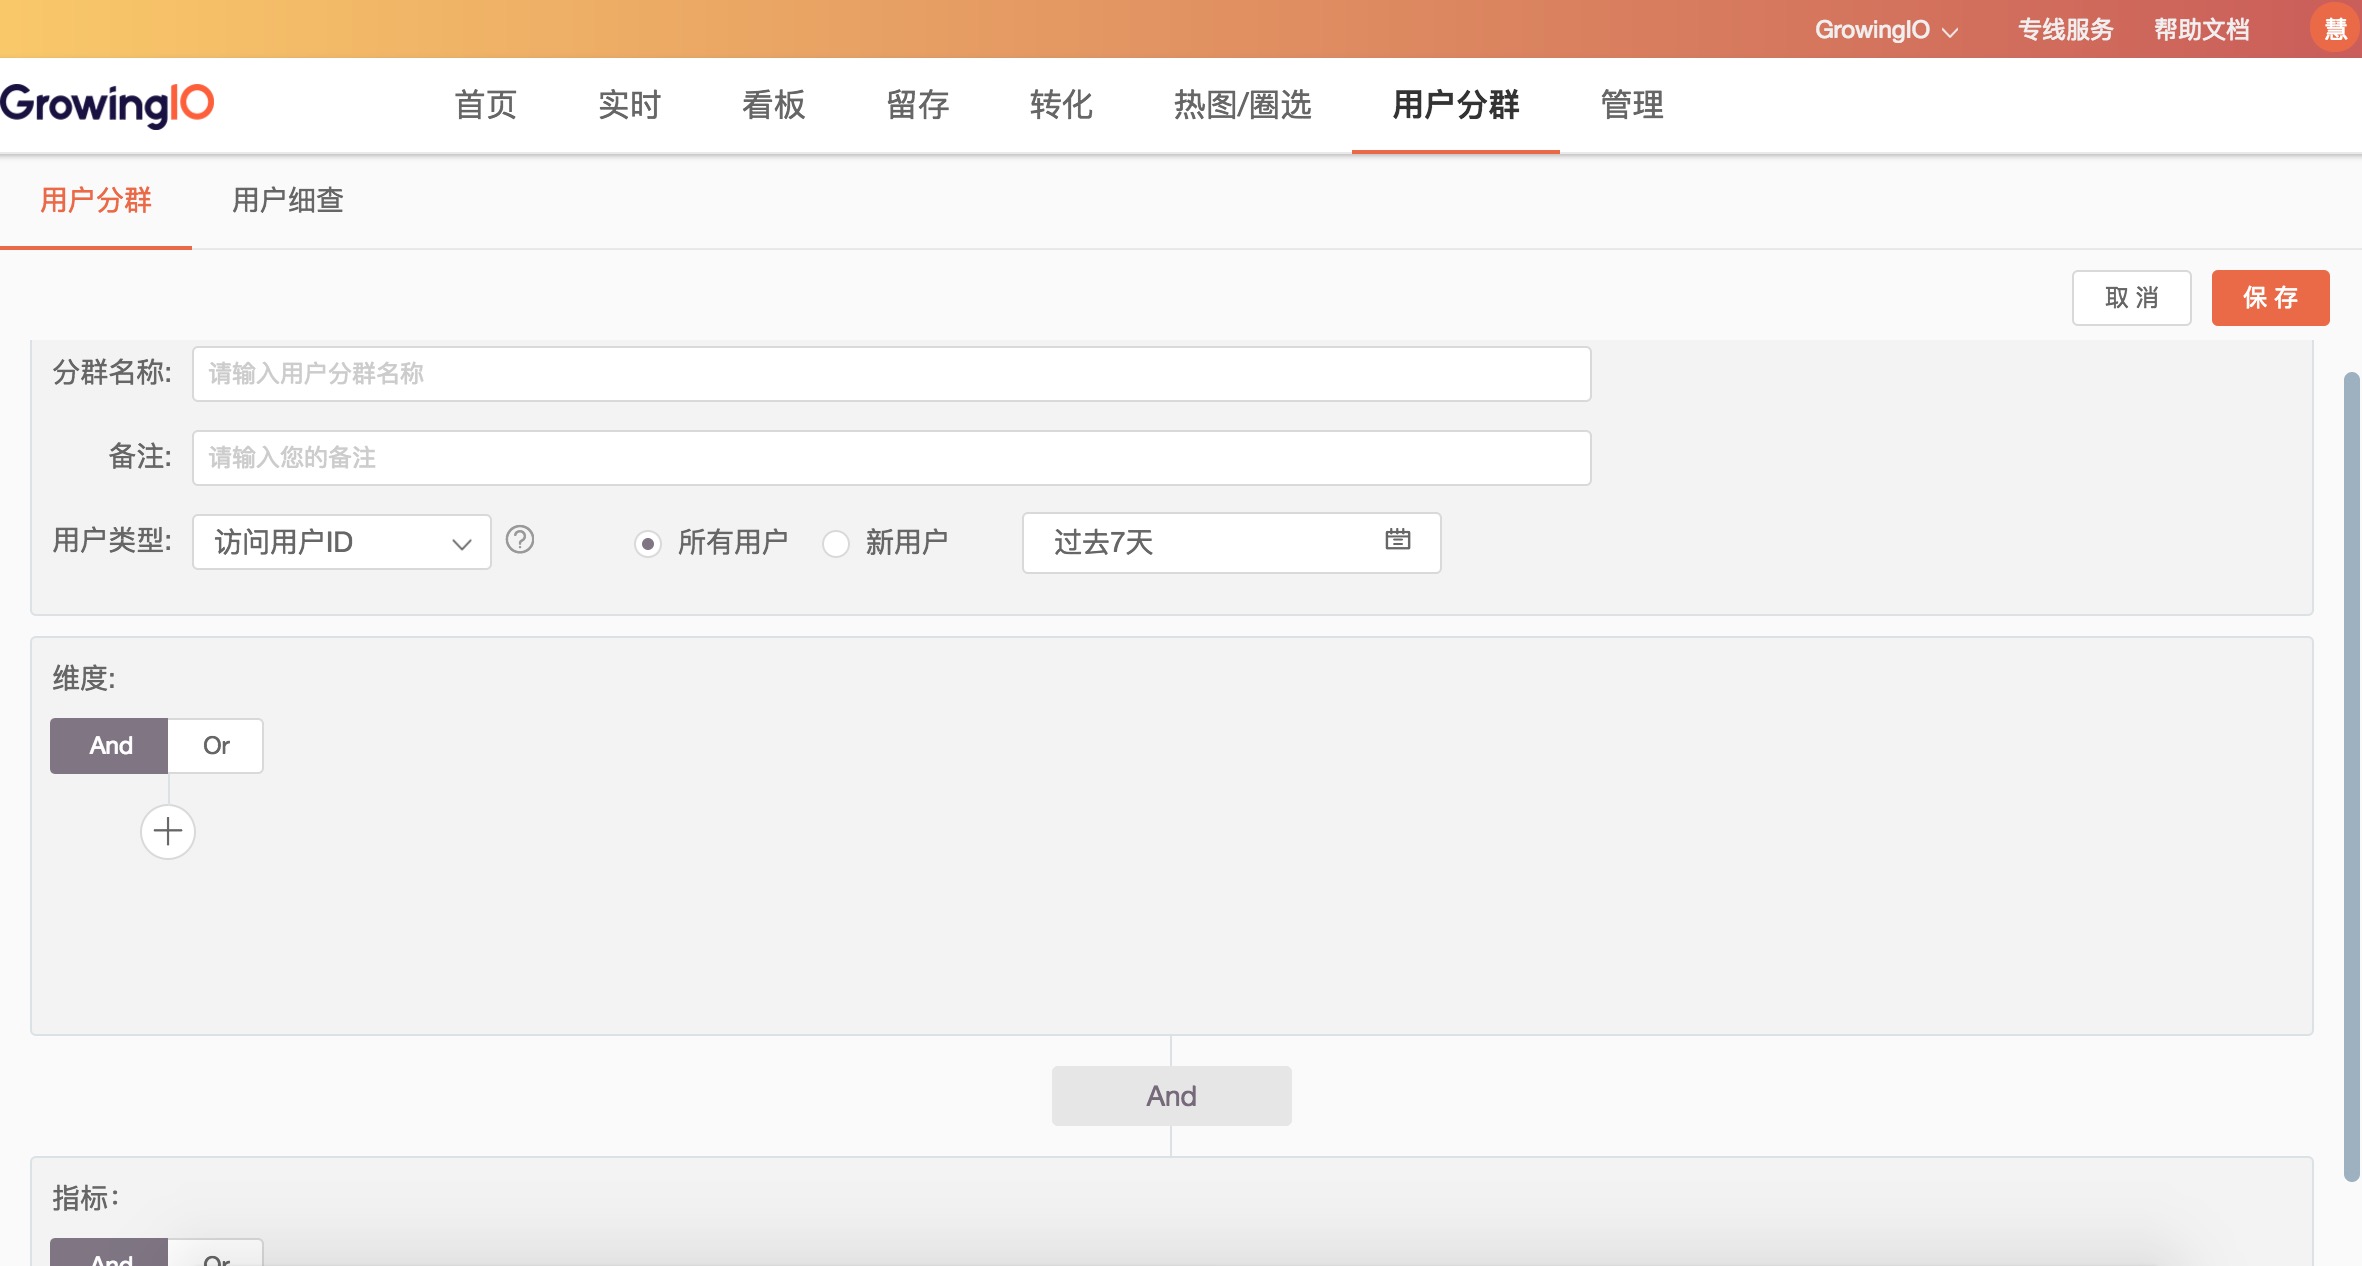 GrowingIO 专线服务 帮助文档 慧
GrowingIO 首页 实时 看板 留存 转化 热图/圈选 用户分群 管理
用户分群 用户细查
取 消 保 存
分群名称: 请输入用户分群名称
备注: 请输入您的备注
用户类型: 访问用户ID ? 所有用户 新用户 过去7天
维度:
And Or
And
指标:
And Or